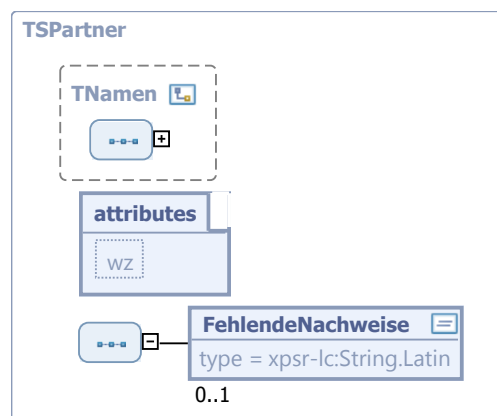 TSPartner
TNamen
attributes
wz
FehlendeNachweise
type = xpsr-lc:String.Latin
0..1